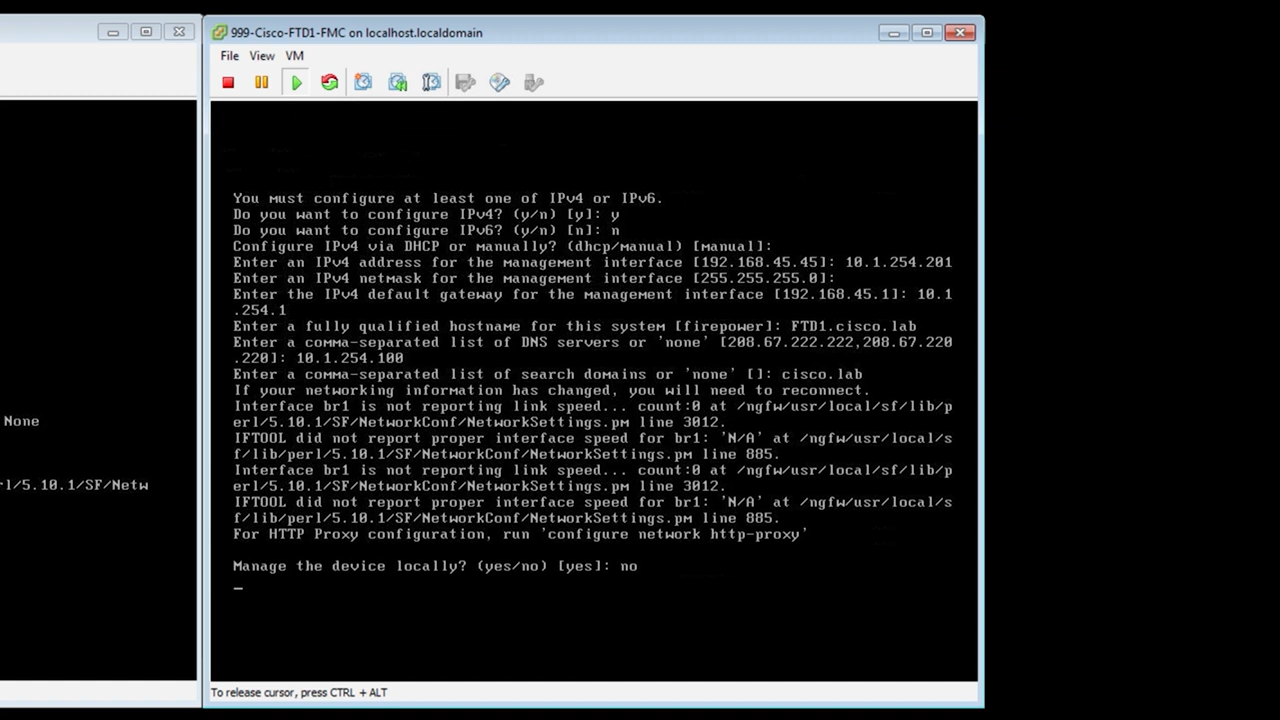 999-Cisco-FTD1-FMC on localhost.localdomain
File View VM
You must configure at least one of IPv4 or IPv6.
Do you want to configure IPv4? (y/n) [y]: y
Do you want to configure IPv6? (y/n) [n]: n
Configure IPv4 via DHCP or manually? (dhcp/manual) [manual]:
Enter an IPv4 address for the management interface [192.168.45.45]: 10.1.254.201
Enter an IPv4 netmask for the management interface [255.255.255.0]:
Enter the IPv4 default gateway for the management interface [192.168.45.1]: 10.1
.254.1
Enter a fully qualified hostname for this system [firepower]: FTD1.cisco.lab
Enter a comma-separated list of DNS servers or 'none' [208.67.222.222,208.67.220
.220]: 10.1.254.100
Enter a comma-separated list of search domains or 'none' []: cisco.lab
If your networking information has changed, you will need to reconnect.
Interface br1 is not reporting link speed... count:0 at /ngfw/usr/local/sf/lib/p
erl/5.10.1/SF/NetworkConf/NetworkSettings.pm line 3012.
IFTOOL did not report proper interface speed for br1: 'N/A' at /ngfw/usr/local/s
f/lib/perl/5.10.1/SF/NetworkConf/NetworkSettings.pm line 885.
Interface br1 is not reporting link speed... count:0 at /ngfw/usr/local/sf/lib/p
erl/5.10.1/SF/NetworkConf/NetworkSettings.pm line 3012.
IFTOOL did not report proper interface speed for br1: 'N/A' at /ngfw/usr/local/s
f/lib/perl/5.10.1/SF/NetworkConf/NetworkSettings.pm line 885.
For HTTP Proxy configuration, run 'configure network http-proxy'
Manage the device locally? (yes/no) [yes]: no
To release cursor, press CTRL + ALT
None
rl/5.10.1/SF/Netw